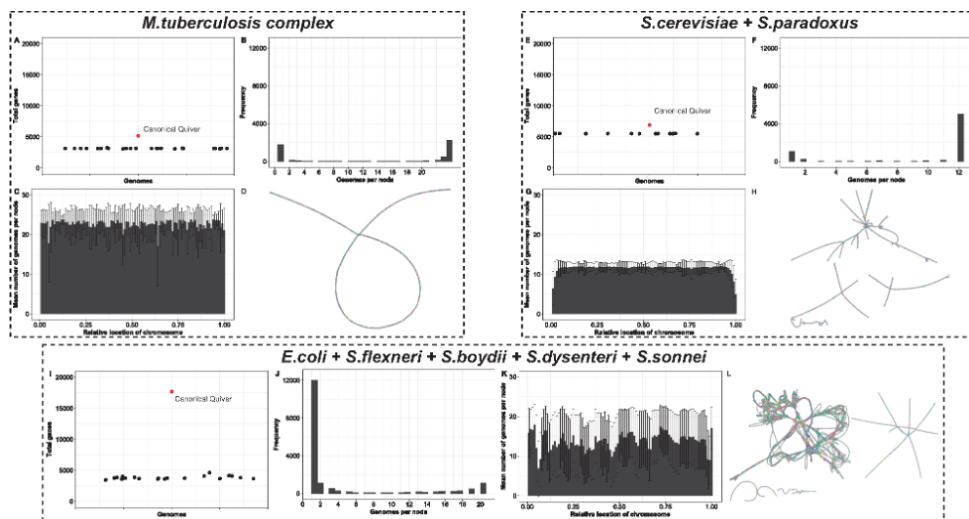 M.tuberculosis complex
A
20000
15000
10000
5000
0
Total genes
Canonical Quiver
Genomes
B
12000
8000
4000
0
Frequency
0 2 4 6 8 10 12 14 16 18 20
Genomes per node
C
30
20
10
0
Mean number of genomes per node
0.00 0.25 0.50 0.75 1.00
Relative location of chromosome
D
S.cerevisiae + S.paradoxus
E
20000
15000
10000
5000
0
Total genes
Canonical Quiver
Genomes
F
12000
8000
4000
0
Frequency
2 4 6 8 10 12
Genomes per node
G
30
20
10
0
Mean number of genomes per node
0.00 0.25 0.50 0.75 1.00
Relative location of chromosome
H
E.coli + S.flexneri + S.boydii + S.dysenteri + S.sonnei
I
20000
15000
10000
5000
0
Total genes
Canonical Quiver
Genomes
J
12000
8000
4000
0
Frequency
0 2 4 6 8 10 12 14 16 18 20
Genomes per node
K
30
20
10
0
Mean number of genomes per node
0.00 0.25 0.50 0.75 1.00
Relative location of chromosome
L